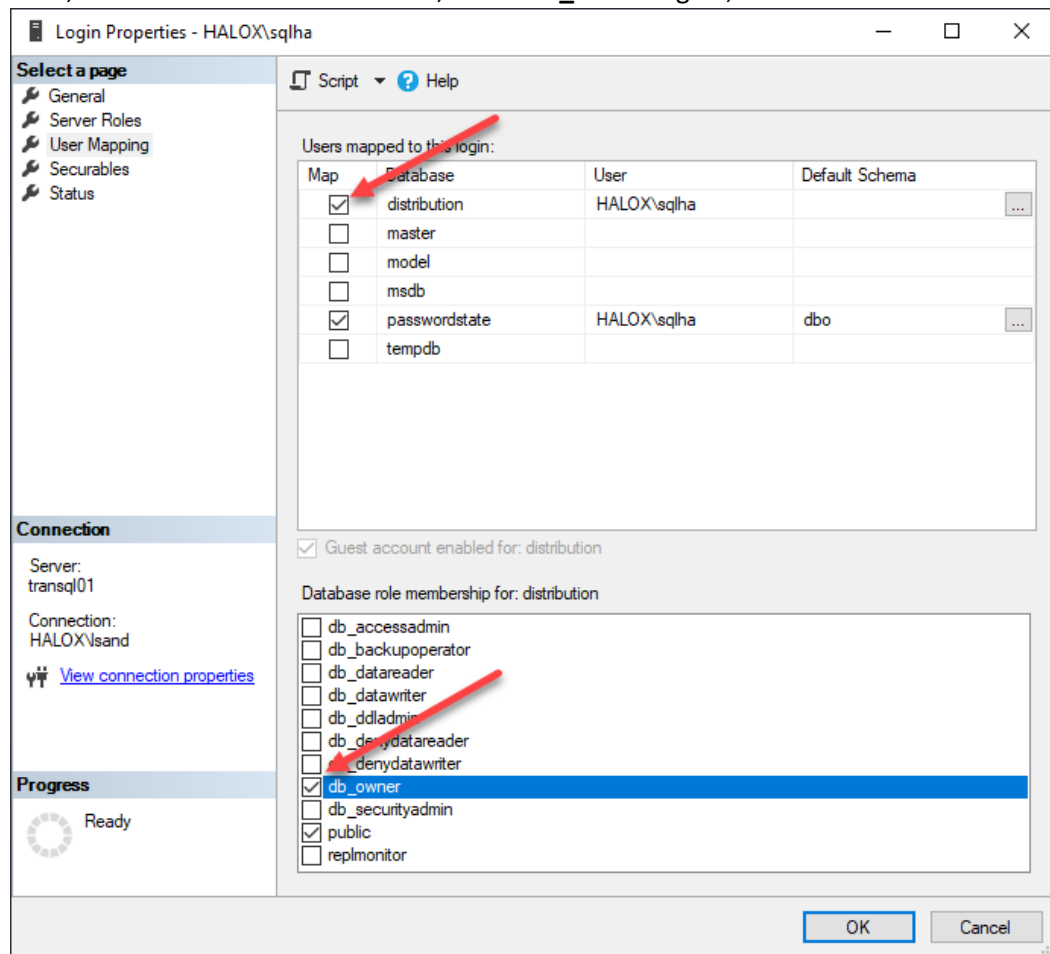 Login Properties - HALOX\sqlha
Select a page
General
Server Roles
User Mapping
Securables
Status
Script
Help
Users mapped to this login:
Map Database User Default Schema
distribution HALOX\sqlha ...
master
model
msdb
passwordstate HALOX\sqlha dbo ...
tempdb
Guest account enabled for: distribution
Database role membership for: distribution
db_accessadmin
db_backupoperator
db_datareader
db_datawriter
db_ddladmin
db_denydatareader
db_denydatawriter
db_owner
db_securityadmin
public
replmonitor
Connection
Server:
transql01
Connection:
HALOX\lsand
View connection properties
Progress
Ready
OK Cancel